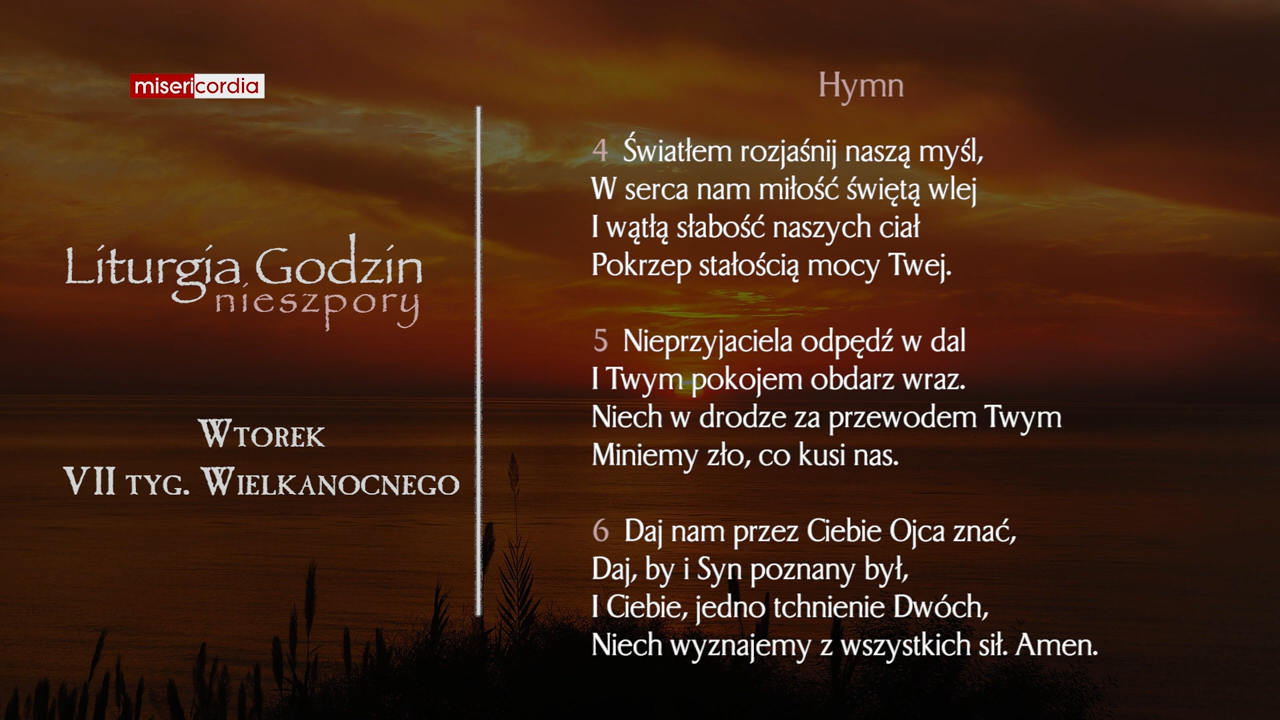 misericordia
Liturgia Godzin
nieszpory
Wtorek
VII tyg. Wielkanocnego
Hymn
4 Światłem rozjaśnij naszą myśl,
W serca nam miłość świętą wlej
I wątłą słabość naszych ciał
Pokrzep stałością mocy Twej.
5 Nieprzyjaciela odpędź w dal
I Twym pokojem obdarz wraz.
Niech w drodze za przewodem Twym
Miniemy zło, co kusi nas.
6 Daj nam przez Ciebie Ojca znać,
Daj, by i Syn poznany był,
I Ciebie, jedno tchnienie Dwóch,
Niech wyznajemy z wszystkich sił. Amen.